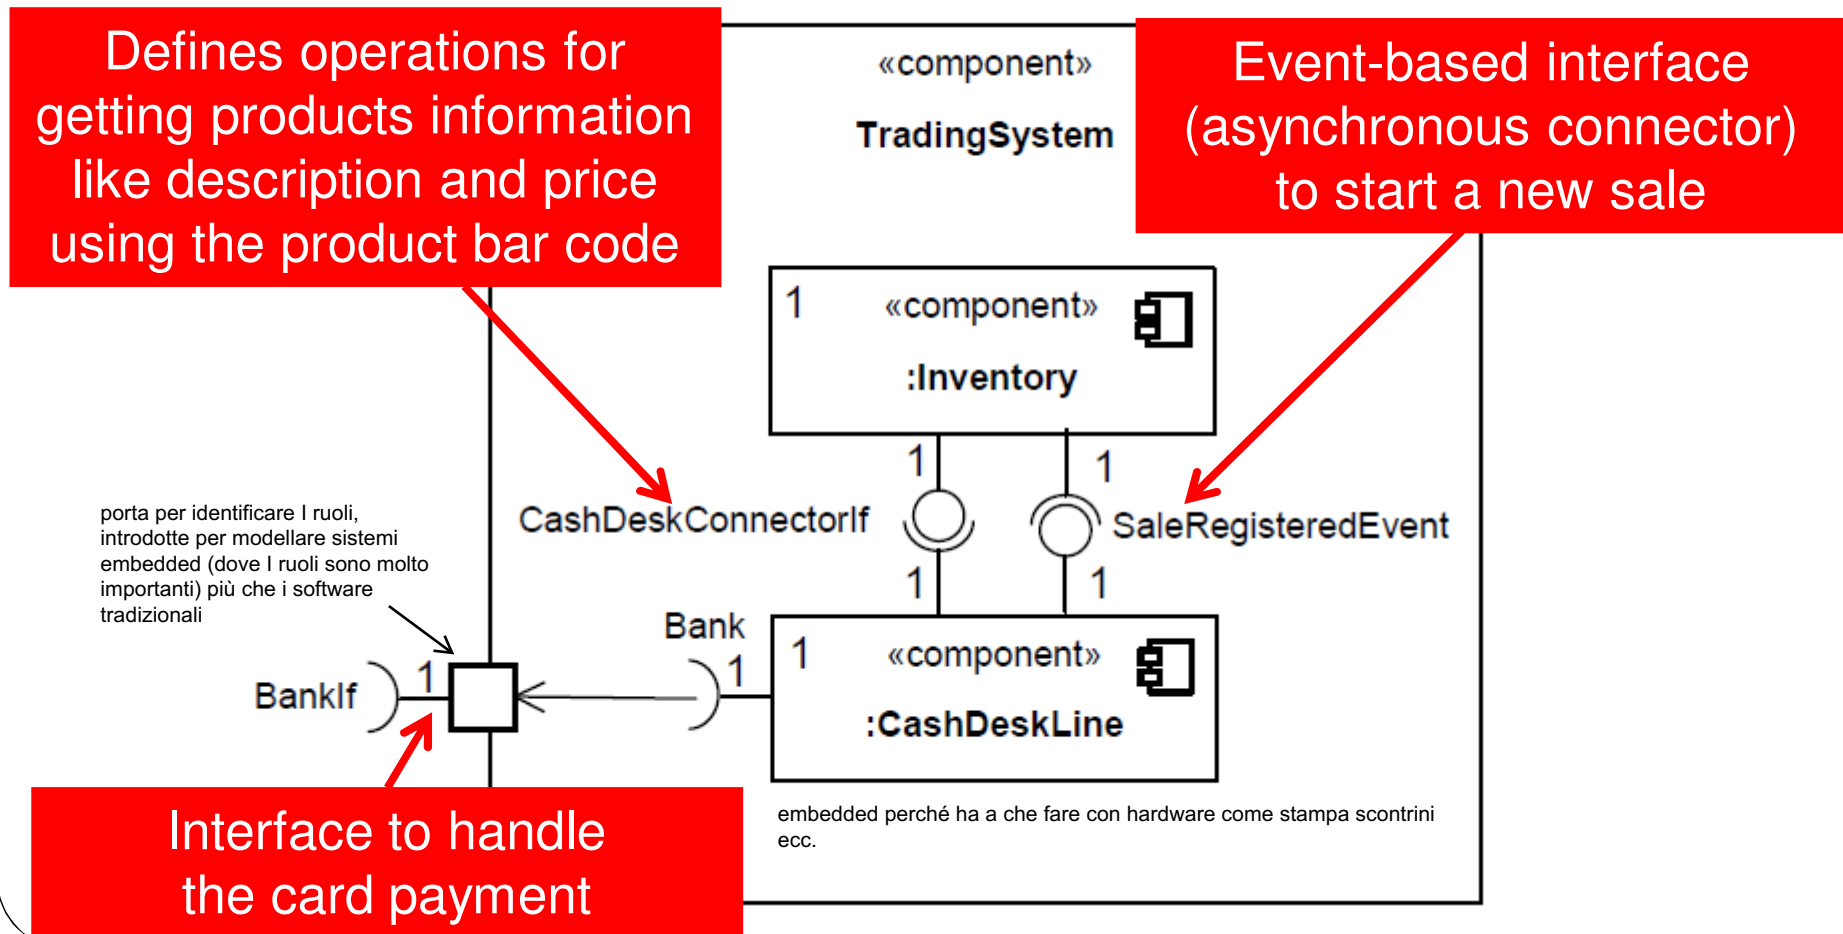 Defines operations for
getting products information
like description and price
using the product bar code
«component»
TradingSystem
Event-based interface
(asynchronous connector)
to start a new sale
1 «component»
:Inventory
1 1
CashDeskConnectorIf SaleRegisteredEvent
1 1
porta per identificare I ruoli,
introdotte per modellare sistemi
embedded (dove I ruoli sono molto
importanti) più che i software
tradizionali
Bank
BankIf 1 1
1 «component»
:CashDeskLine
embedded perché ha a che fare con hardware come stampa scontrini
ecc.
Interface to handle
the card payment